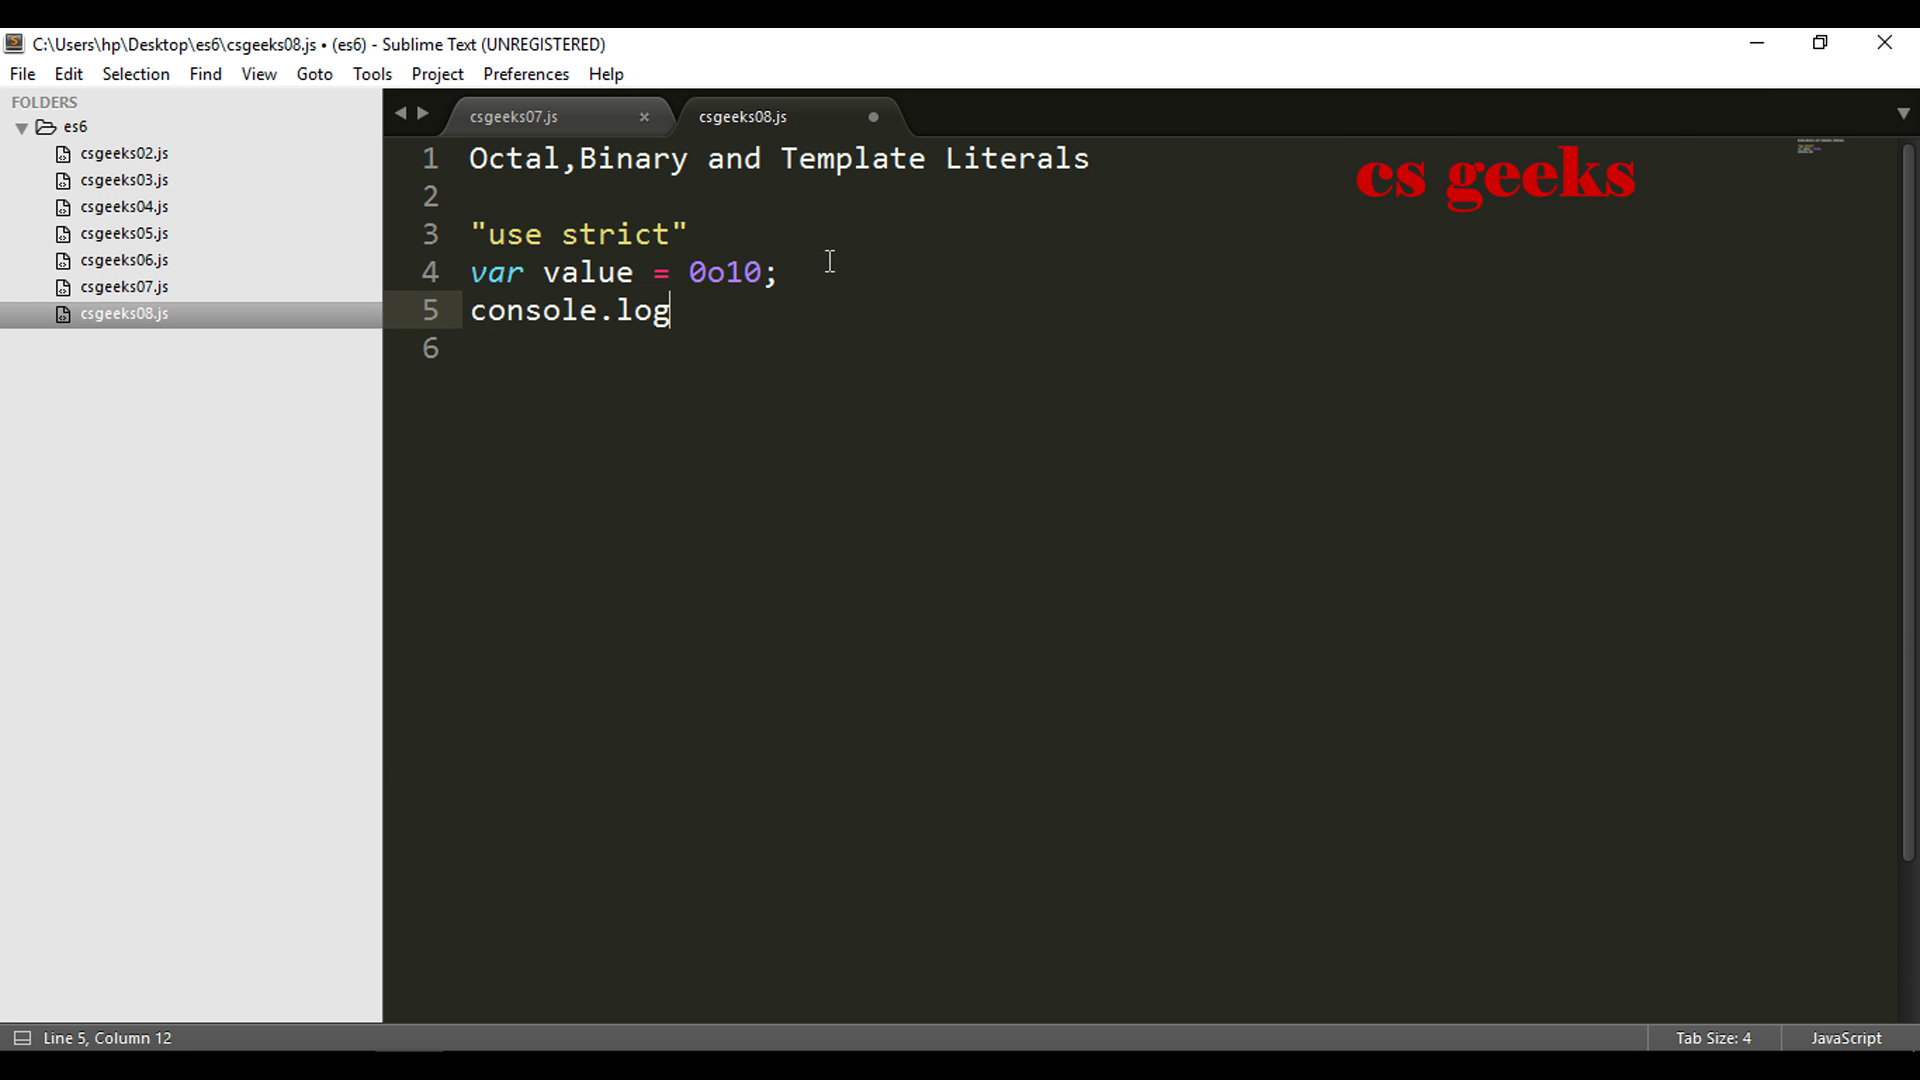 C:\Users\hp\Desktop\es6\csgeeks08.js • (es6) - Sublime Text (UNREGISTERED)
File Edit Selection Find View Goto Tools Project Preferences Help
FOLDERS
es6
csgeeks02.js
csgeeks03.js
csgeeks04.js
csgeeks05.js
csgeeks06.js
csgeeks07.js
csgeeks08.js
csgeeks07.js × csgeeks08.js
1 Octal,Binary and Template Literals
2
3 "use strict"
4 var value = 0o10;
5 console.log
6
cs geeks
Line 5, Column 12
Tab Size: 4
JavaScript